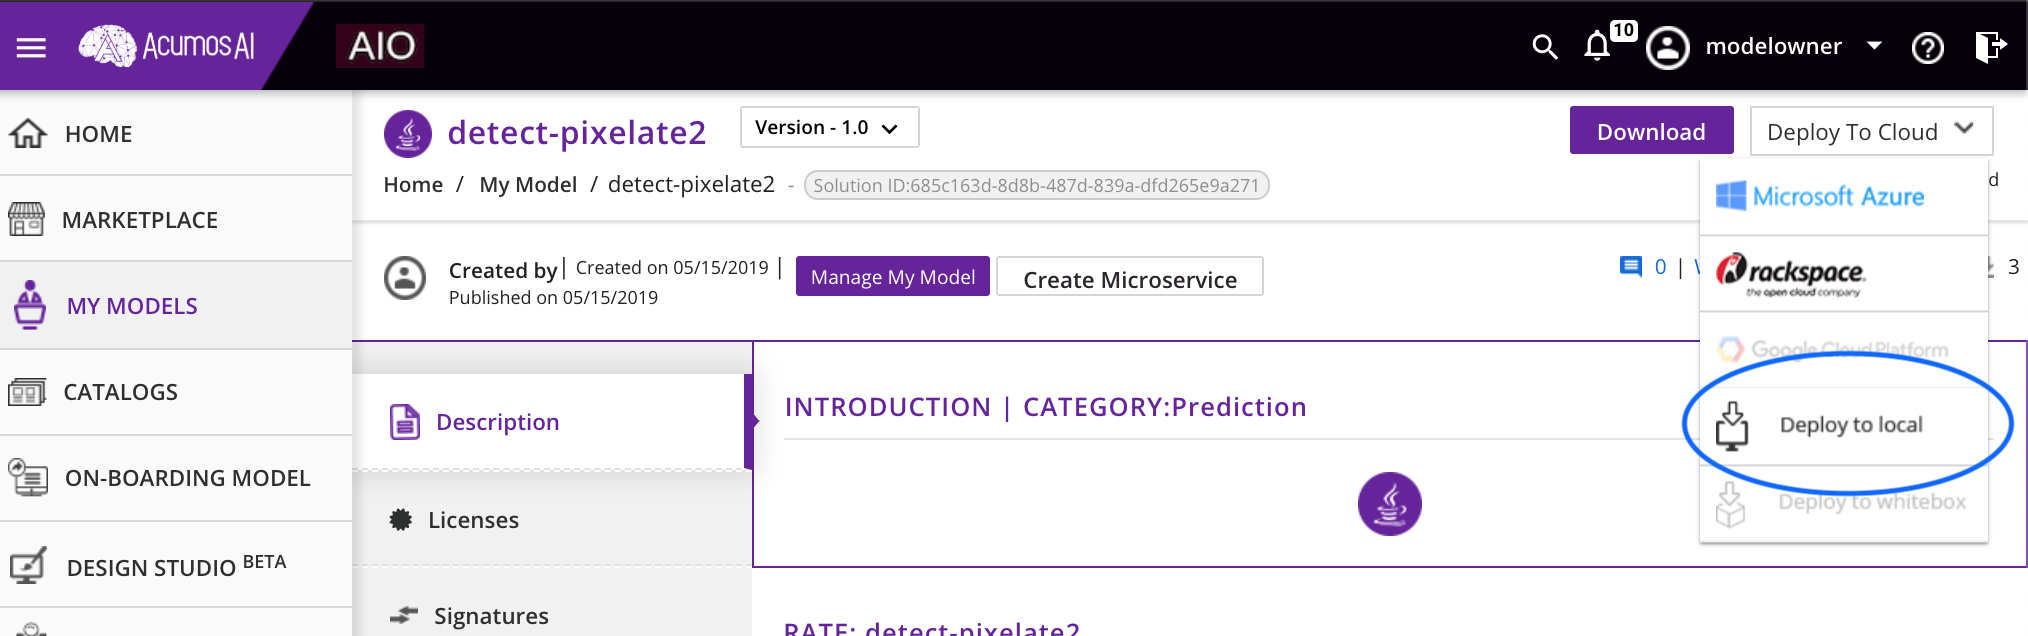 Acumos AI
AIO
10
modelowner
HOME
MARKETPLACE
MY MODELS
CATALOGS
ON-BOARDING MODEL
DESIGN STUDIO BETA
detect-pixelate2
Version - 1.0
Download
Deploy To Cloud
Home / My Model / detect-pixelate2 - Solution ID:685c163d-8d8b-487d-839a-dfd265e9a271
d
Microsoft Azure
rackspace.
the open cloud company
Google Cloud Platform
Deploy to local
Deploy to whitebox
Created by | Created on 05/15/2019 |
Published on 05/15/2019
Manage My Model
Create Microservice
0 |
3
Description
Licenses
Signatures
INTRODUCTION | CATEGORY:Prediction
RATE: detect-pixelate2